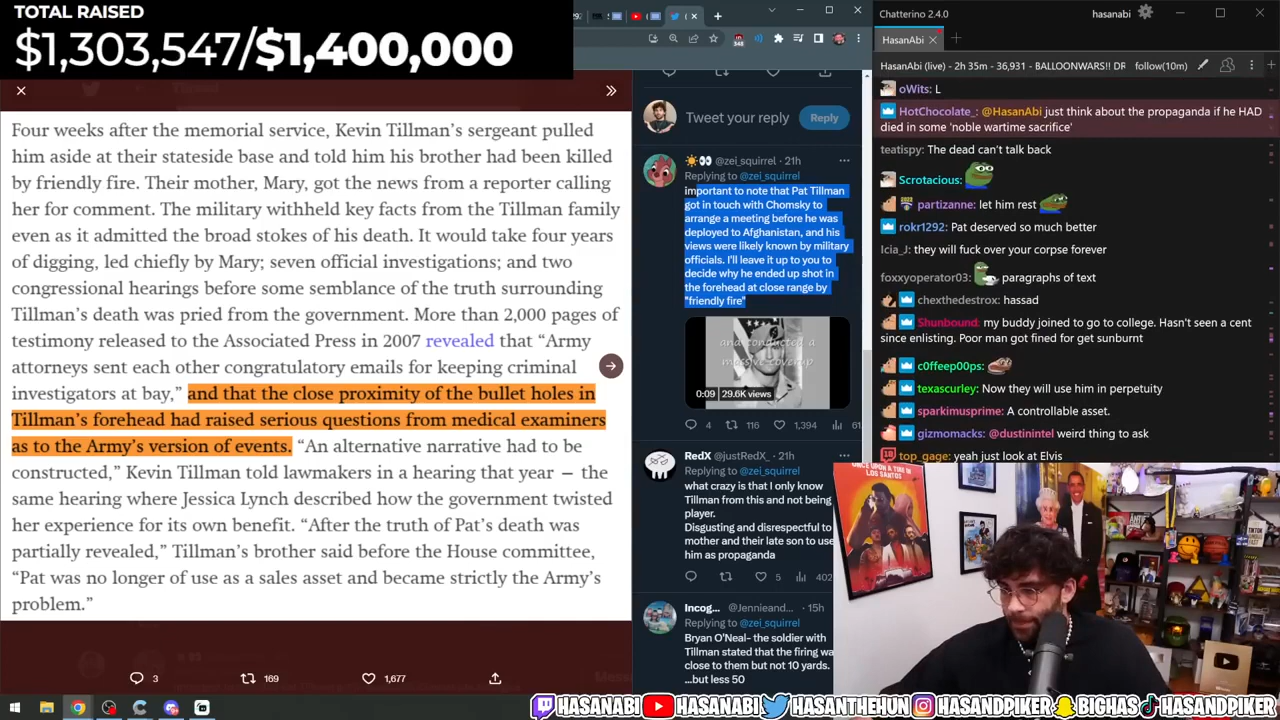 TOTAL RAISED
$1,303,547/$1,400,000
Four weeks after the memorial service, Kevin Tillman’s sergeant pulled
him aside at their stateside base and told him his brother had been killed
by friendly fire. Their mother, Mary, got the news from a reporter calling
her for comment. The military withheld key facts from the Tillman family
even as it admitted the broad stokes of his death. It would take four years
of digging, led chiefly by Mary; seven official investigations; and two
congressional hearings before some semblance of the truth surrounding
Tillman’s death was pried from the government. More than 2,000 pages of
testimony released to the Associated Press in 2007 revealed that “Army
attorneys sent each other congratulatory emails for keeping criminal
investigators at bay,” and that the close proximity of the bullet holes in
Tillman’s forehead had raised serious questions from medical examiners
as to the Army’s version of events. “An alternative narrative had to be
constructed,” Kevin Tillman told lawmakers in a hearing that year — the
same hearing where Jessica Lynch described how the government twisted
her experience for its own benefit. “After the truth of Pat’s death was
partially revealed,” Tillman’s brother said before the House committee,
“Pat was no longer of use as a sales asset and became strictly the Army’s
problem.”
3
169
1,677
Tweet your reply
Reply
@zei_squirrel · 21h
Replying to @zei_squirrel
important to note that Pat Tillman
got in touch with Chomsky to
arrange a meeting before he was
deployed to Afghanistan, and his
views were likely known by military
officials. I'll leave it up to you to
decide why he ended up shot in
the forehead at close range by
"friendly fire"
and conducted a
massive coverup
0:09
29.6K views
4
116
1,394
61
RedX @justRedX_ · 21h
Replying to @zei_squirrel
what crazy is that I only know
Tillman from this and not being
player.
Disgusting and disrespectful to
mother and their late son to use
him as propaganda
5
402
Incog... @Jennieand... · 15h
Replying to @zei_squirrel
Bryan O'Neal- the soldier with
Tillman stated that the firing wa
close to them but not 10 yards.
...but less 50
Chatterino 2.4.0
hasanabi
HasanAbi
HasanAbi (live) - 2h 35m - 36,931 - BALLOONWARS!! DR
follow(10m)
oWits: L
HotChocolate_: @HasanAbi just think about the propaganda if he HAD
died in some 'noble wartime sacrifice'
teatispy: The dead can't talk back
Scrotacious:
partizanne: let him rest
rokr1292: Pat deserved so much better
lcia_J: they will fuck over your corpse forever
foxxyoperator03: paragraphs of text
chexthedestrox: hassad
Shunbound: my buddy joined to go to college. Hasn't seen a cent
since enlisting. Poor man got fined for get sunburnt
c0ffeep00ps:
texascurley: Now they will use him in perpetuity
sparkimusprime: A controllable asset.
gizmomacks: @dustinintel weird thing to ask
top_gage: yeah just look at Elvis
ONCE UPON A TIME IN
LOS SANTOS
HASANABI
HASANABI
HASANTHEHUN
HASANDPIKER
BIGHAS
HASANDPIKER